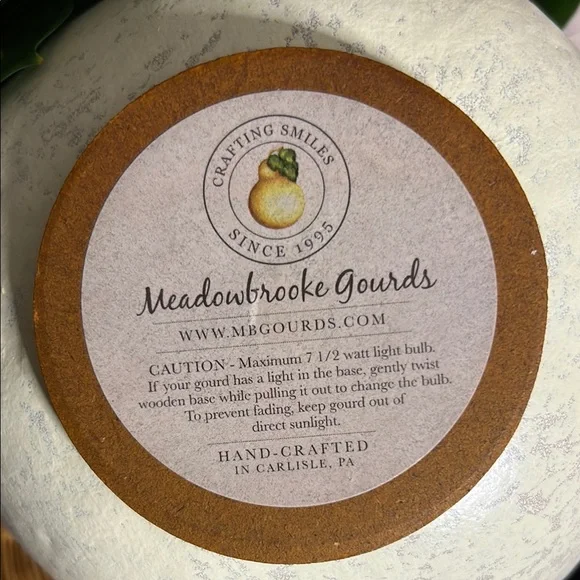 CRAFTING SMILES
SINCE 1995
Meadowbrooke Gourds
WWW.MBGOURDS.COM
CAUTION - Maximum 7 1/2 watt light bulb.
If your gourd has a light in the base, gently twist
wooden base while pulling it out to change the bulb.
To prevent fading, keep gourd out of
direct sunlight.
HAND-CRAFTED
IN CARLISLE, PA